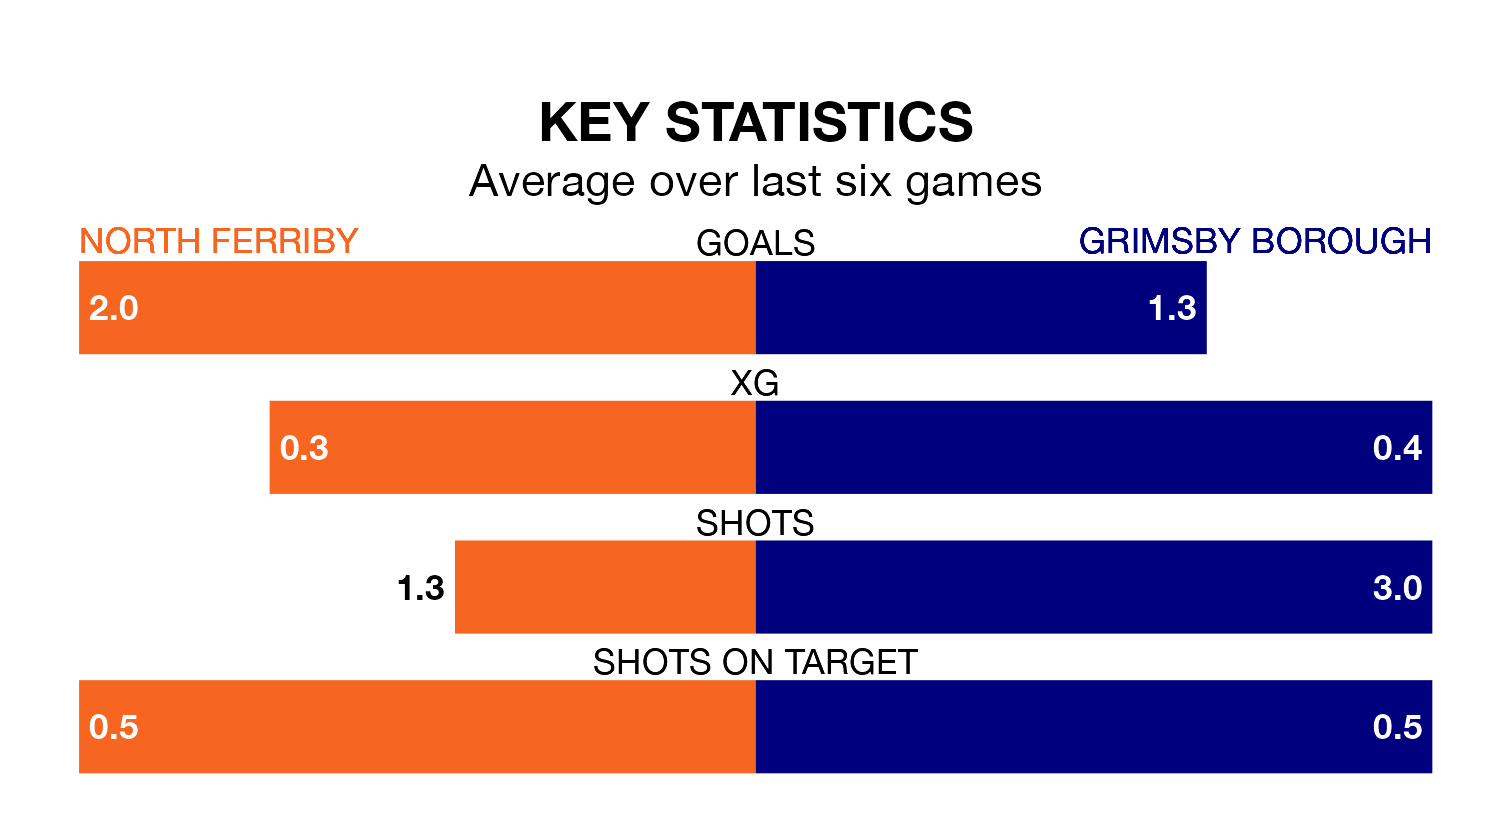 KEY STATISTICS
Average over last six games
NORTH FERRIBY GOALS GRIMSBY BOROUGH
2.0 1.3
XG
0.3 0.4
SHOTS
1.3 3.0
SHOTS ON TARGET
0.5 0.5